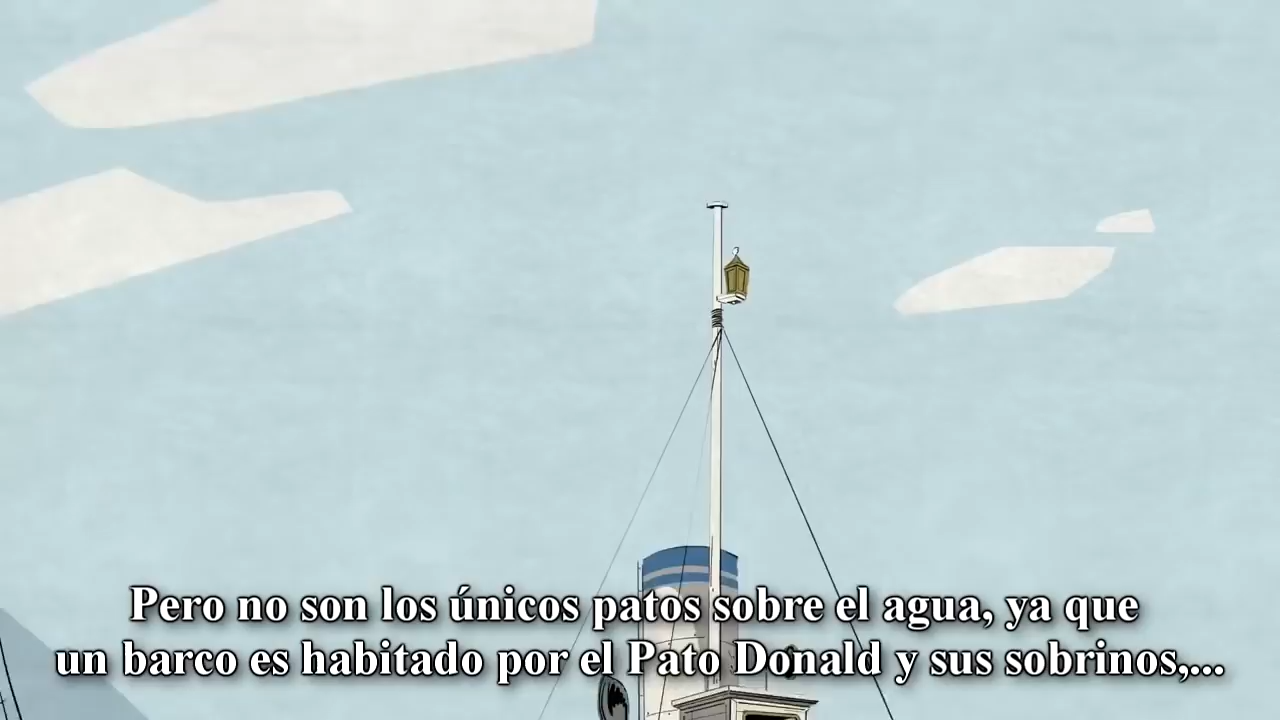 Pero no son los únicos patos sobre el agua, ya que
un barco es habitado por el Pato Donald y sus sobrinos,...